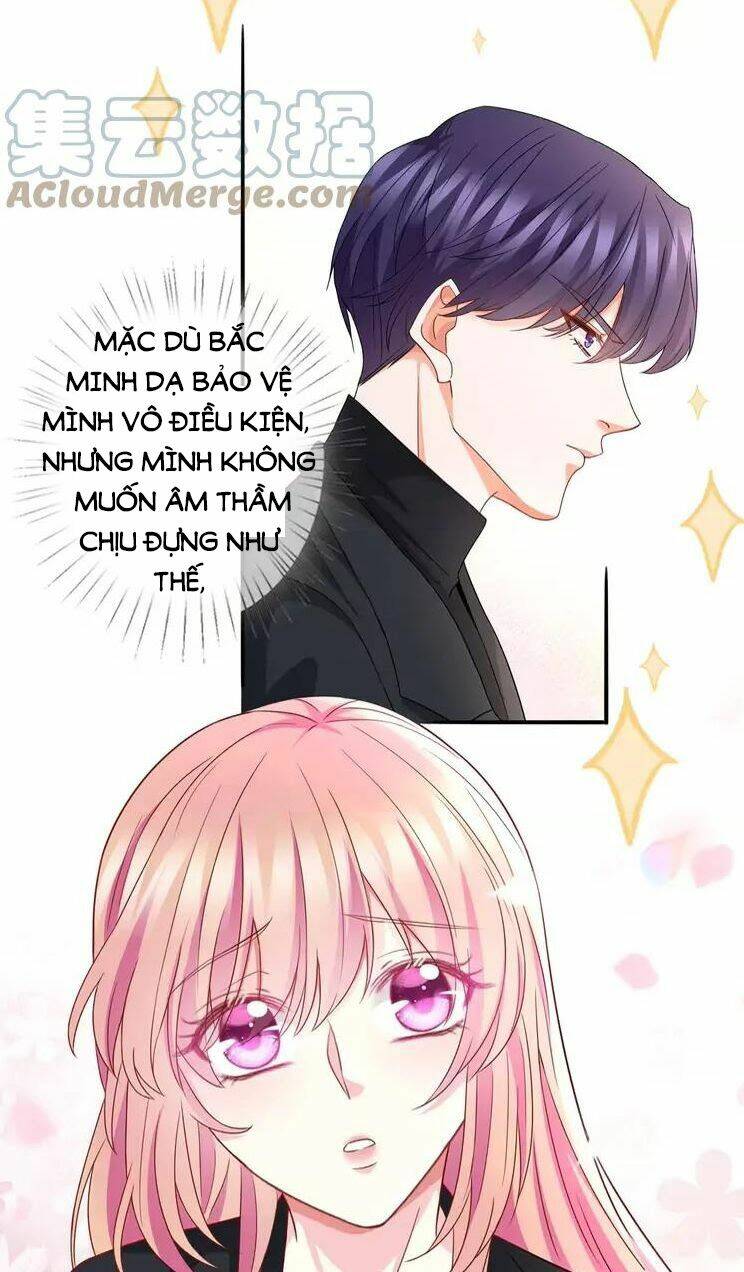 集云数据
ACloudMerge.com
MẶC DÙ BẮC
MINH DẠ BẢO VỆ
MÌNH VÔ ĐIỀU KIỆN,
NHƯNG MÌNH KHÔNG
MUỐN ÂM THẦM
CHỊU ĐỰNG NHƯ
THẾ,